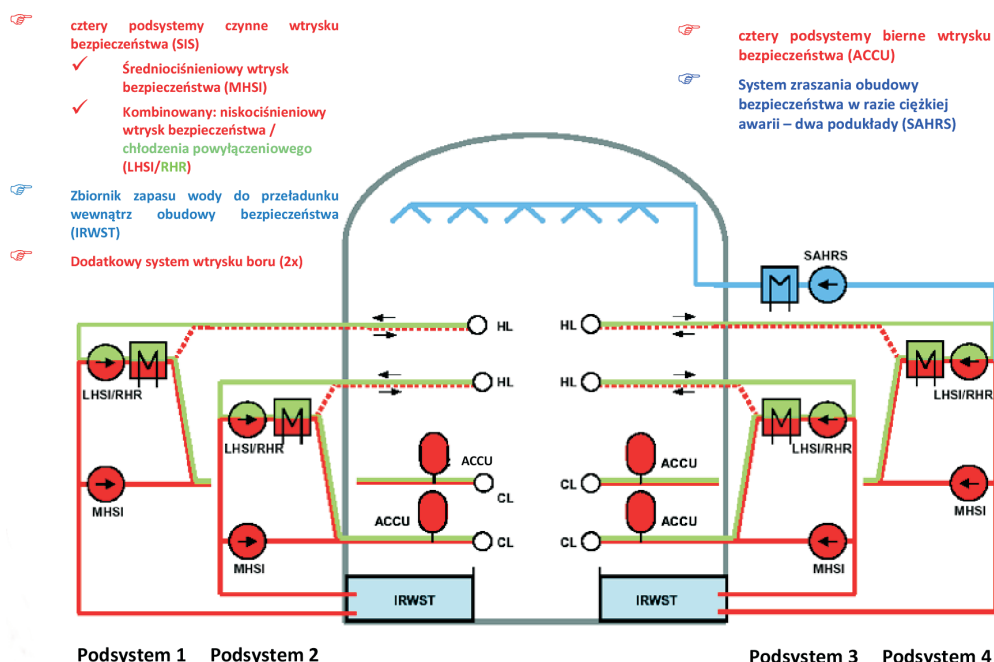 cztery podsystemy czynne wtrysku
bezpieczeństwa (SIS)
Średniociśnieniowy wtrysk
bezpieczeństwa (MHSI)
Kombinowany: niskociśnieniowy
wtrysk bezpieczeństwa /
chłodzenia powyłączeniowego
(LHSI/RHR)
Zbiornik zapasu wody do przeładunku
wewnątrz obudowy bezpieczeństwa
(IRWST)
Dodatkowy system wtrysku boru (2x)
cztery podsystemy bierne wtrysku
bezpieczeństwa (ACCU)
System zraszania obudowy
bezpieczeństwa w razie ciężkiej
awarii – dwa podukłady (SAHRS)
SAHRS
HL
HL
LHSI/RHR
LHSI/RHR
HL
HL
LHSI/RHR
LHSI/RHR
ACCU
ACCU
CL
CL
MHSI
MHSI
ACCU
ACCU
CL
CL
MHSI
MHSI
IRWST
IRWST
Podsystem 1
Podsystem 2
Podsystem 3
Podsystem 4